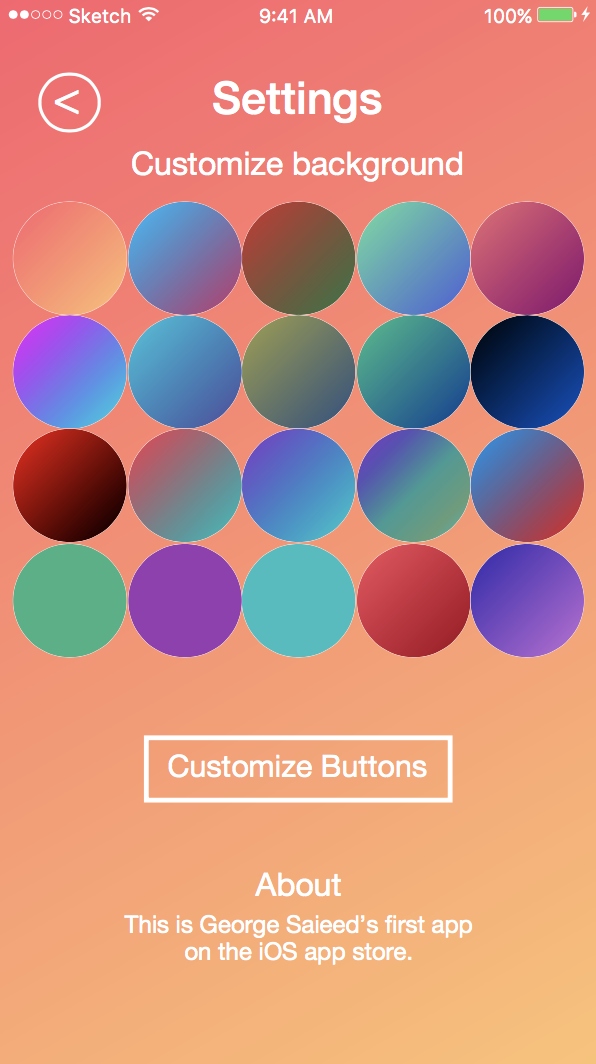 Sketch 9:41 AM 100%
< Settings
Customize background
Customize Buttons
About
This is George Saieed’s first app
on the iOS app store.